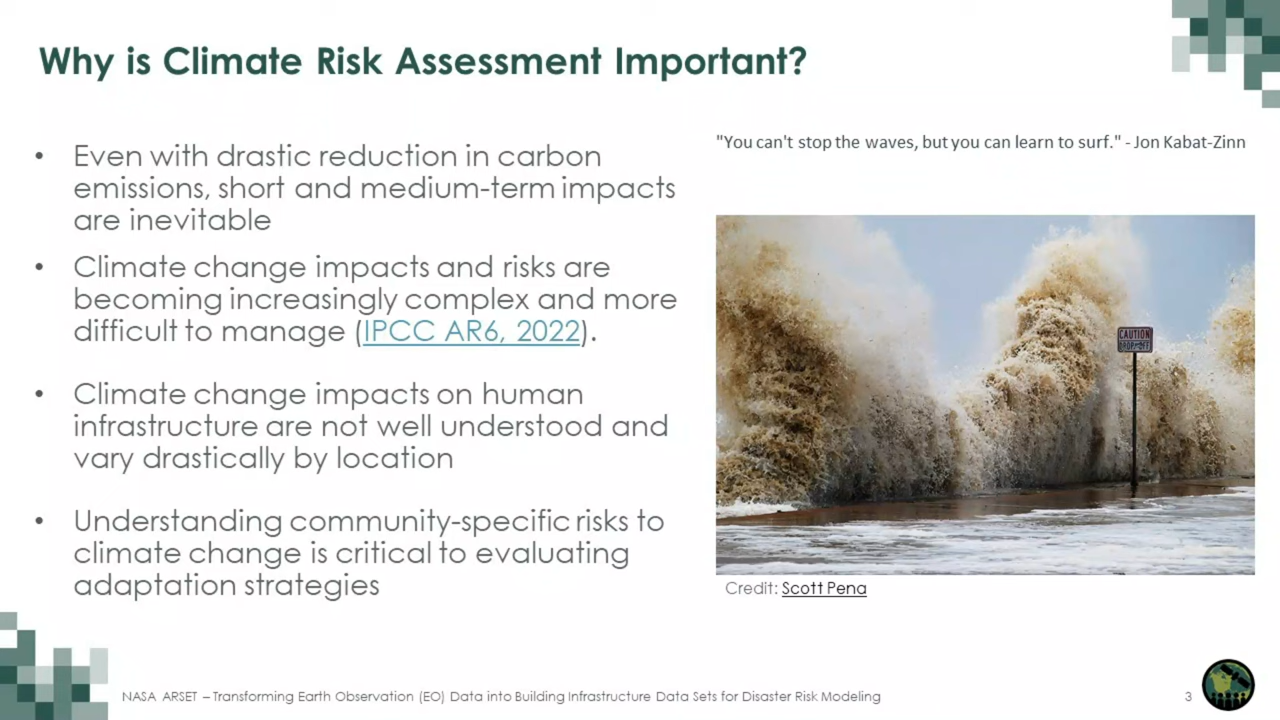 Why is Climate Risk Assessment Important?
• Even with drastic reduction in carbon
emissions, short and medium-term impacts
are inevitable
• Climate change impacts and risks are
becoming increasingly complex and more
difficult to manage (IPCC AR6, 2022).
• Climate change impacts on human
infrastructure are not well understood and
vary drastically by location
• Understanding community-specific risks to
climate change is critical to evaluating
adaptation strategies
"You can't stop the waves, but you can learn to surf." - Jon Kabat-Zinn
CAUTION
DROP-OFF
Credit: Scott Pena
NASA ARSET – Transforming Earth Observation (EO) Data into Building Infrastructure Data Sets for Disaster Risk Modeling
3